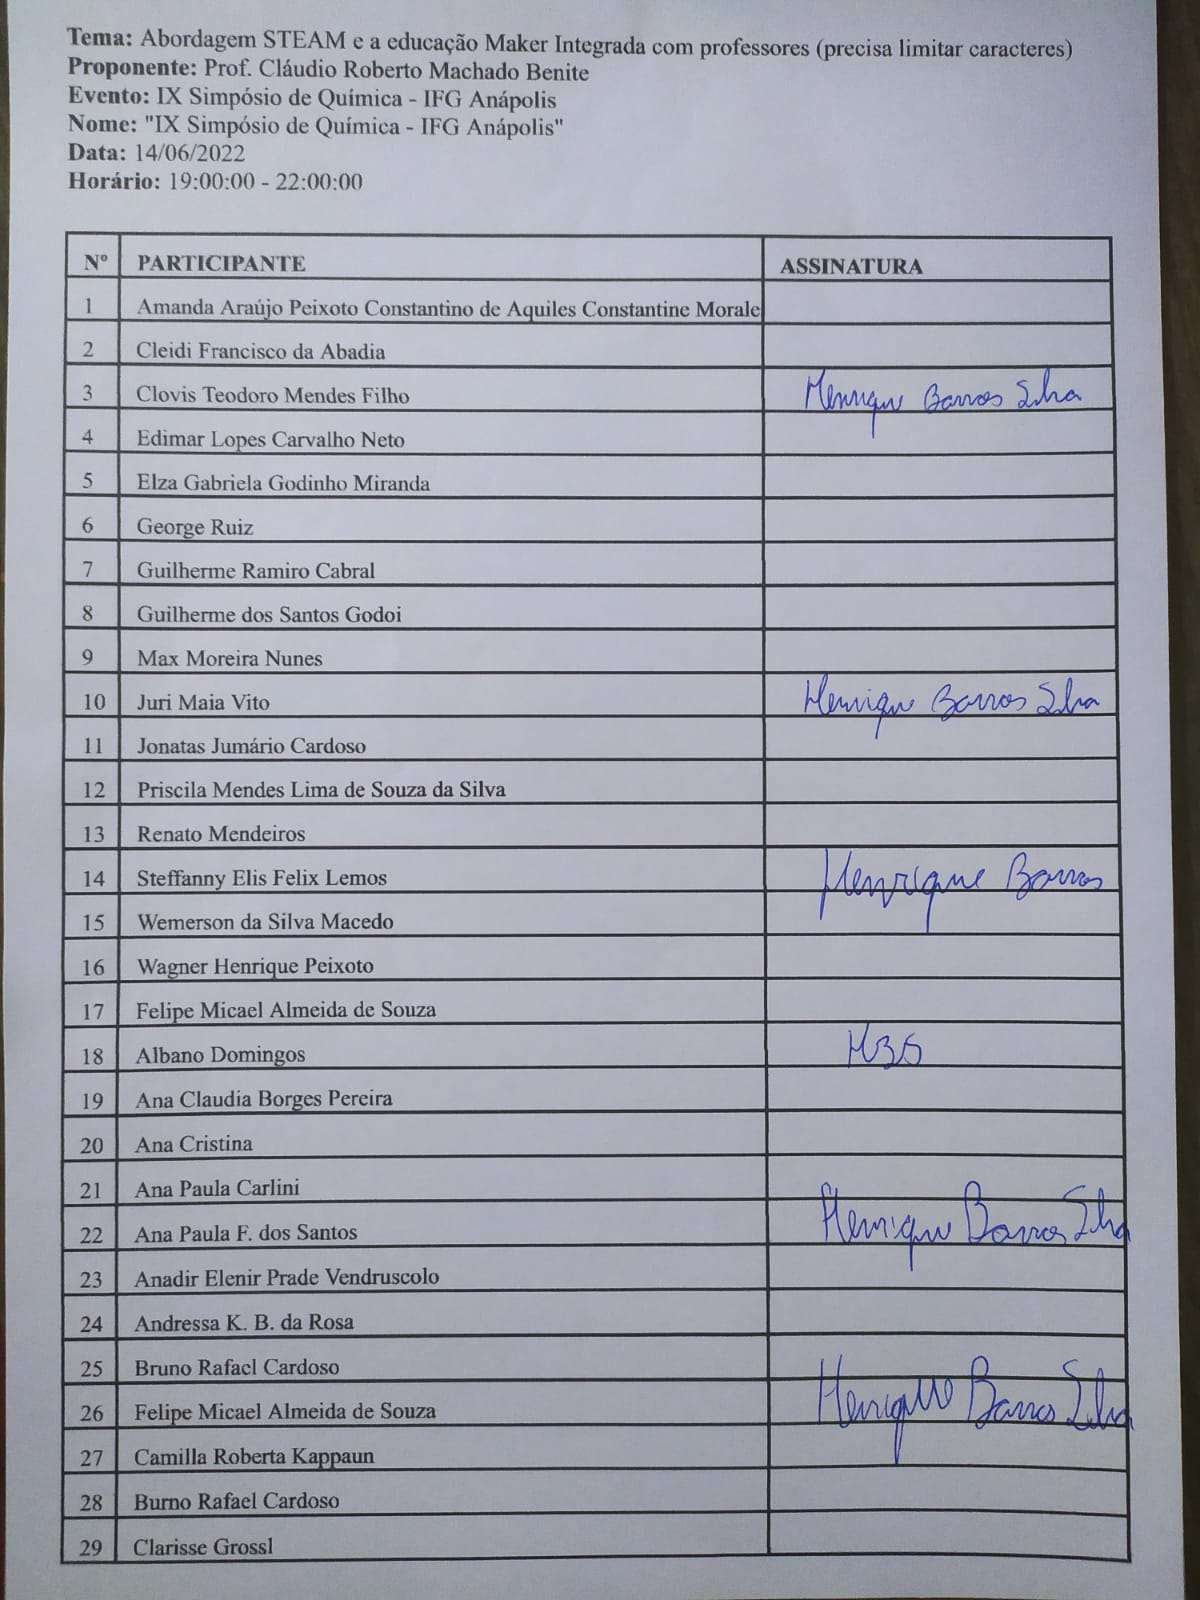 Tema: Abordagem STEAM e a educação Maker Integrada com professores (precisa limitar caracteres)
Proponente: Prof. Cláudio Roberto Machado Benite
Evento: IX Simpósio de Química - IFG Anápolis
Nome: "IX Simpósio de Química - IFG Anápolis"
Data: 14/06/2022
Horário: 19:00:00 - 22:00:00
Nº PARTICIPANTE ASSINATURA
1 Amanda Araújo Peixoto Constantino de Aquiles Constantine Morale
2 Cleidi Francisco da Abadia
3 Clovis Teodoro Mendes Filho Henrique Barros Silva
4 Edimar Lopes Carvalho Neto
5 Elza Gabriela Godinho Miranda
6 George Ruiz
7 Guilherme Ramiro Cabral
8 Guilherme dos Santos Godoi
9 Max Moreira Nunes
10 Juri Maia Vito Henrique Barros Silva
11 Jonatas Jumário Cardoso
12 Priscila Mendes Lima de Souza da Silva
13 Renato Mendeiros
14 Steffanny Elis Felix Lemos Henrique Barros
15 Wemerson da Silva Macedo
16 Wagner Henrique Peixoto
17 Felipe Micael Almeida de Souza
18 Albano Domingos HBS
19 Ana Claudia Borges Pereira
20 Ana Cristina
21 Ana Paula Carlini
22 Ana Paula F. dos Santos Henrique Barros Silva
23 Anadir Elenir Prade Vendruscolo
24 Andressa K. B. da Rosa
25 Bruno Rafael Cardoso
26 Felipe Micael Almeida de Souza Henrique Barros Silva
27 Camilla Roberta Kappaun
28 Burno Rafael Cardoso
29 Clarisse Grossl